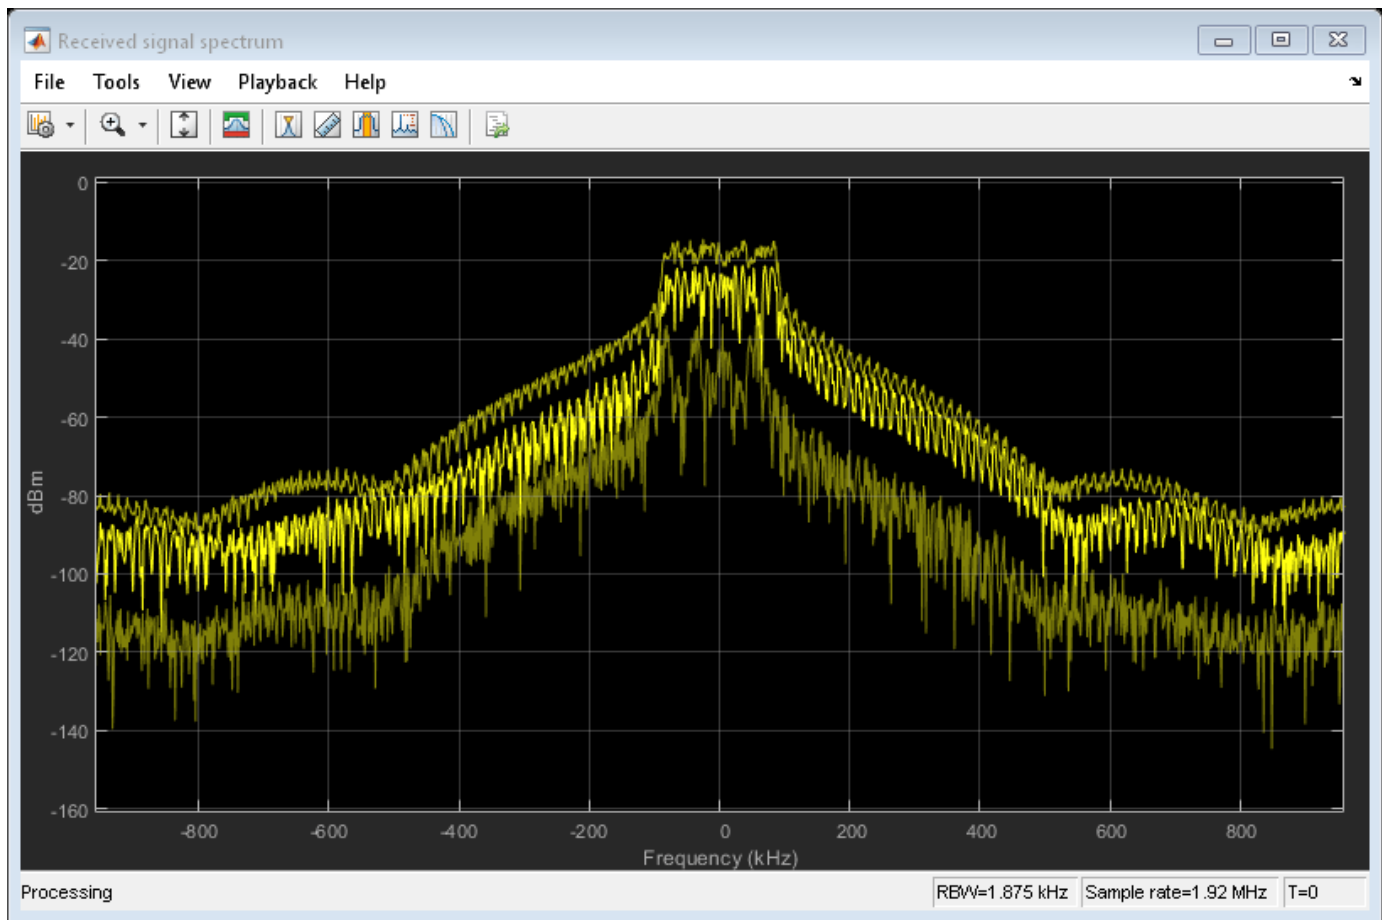 Received signal spectrum
File Tools View Playback Help
0
-20
-40
-60
-80
-100
-120
-140
-160
dBm
-800 -600 -400 -200 0 200 400 600 800
Frequency (kHz)
Processing RBW=1.875 kHz Sample rate=1.92 MHz T=0